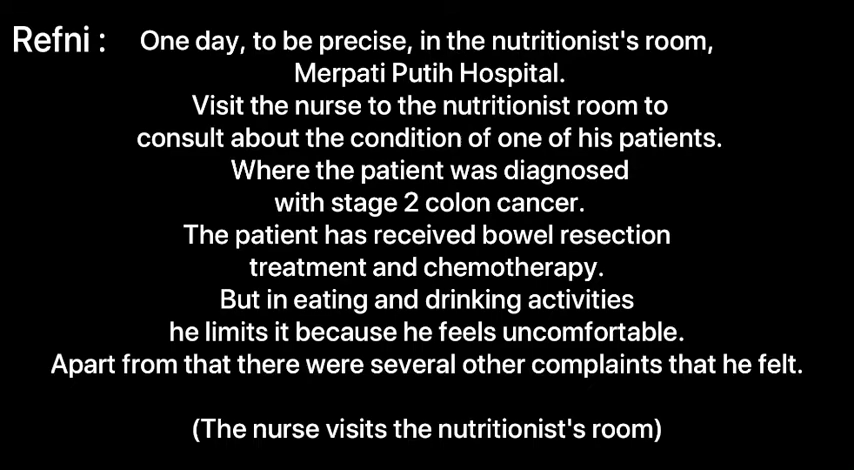 Refni : One day, to be precise, in the nutritionist's room,
Merpati Putih Hospital.
Visit the nurse to the nutritionist room to
consult about the condition of one of his patients.
Where the patient was diagnosed
with stage 2 colon cancer.
The patient has received bowel resection
treatment and chemotherapy.
But in eating and drinking activities
he limits it because he feels uncomfortable.
Apart from that there were several other complaints that he felt.
(The nurse visits the nutritionist's room)